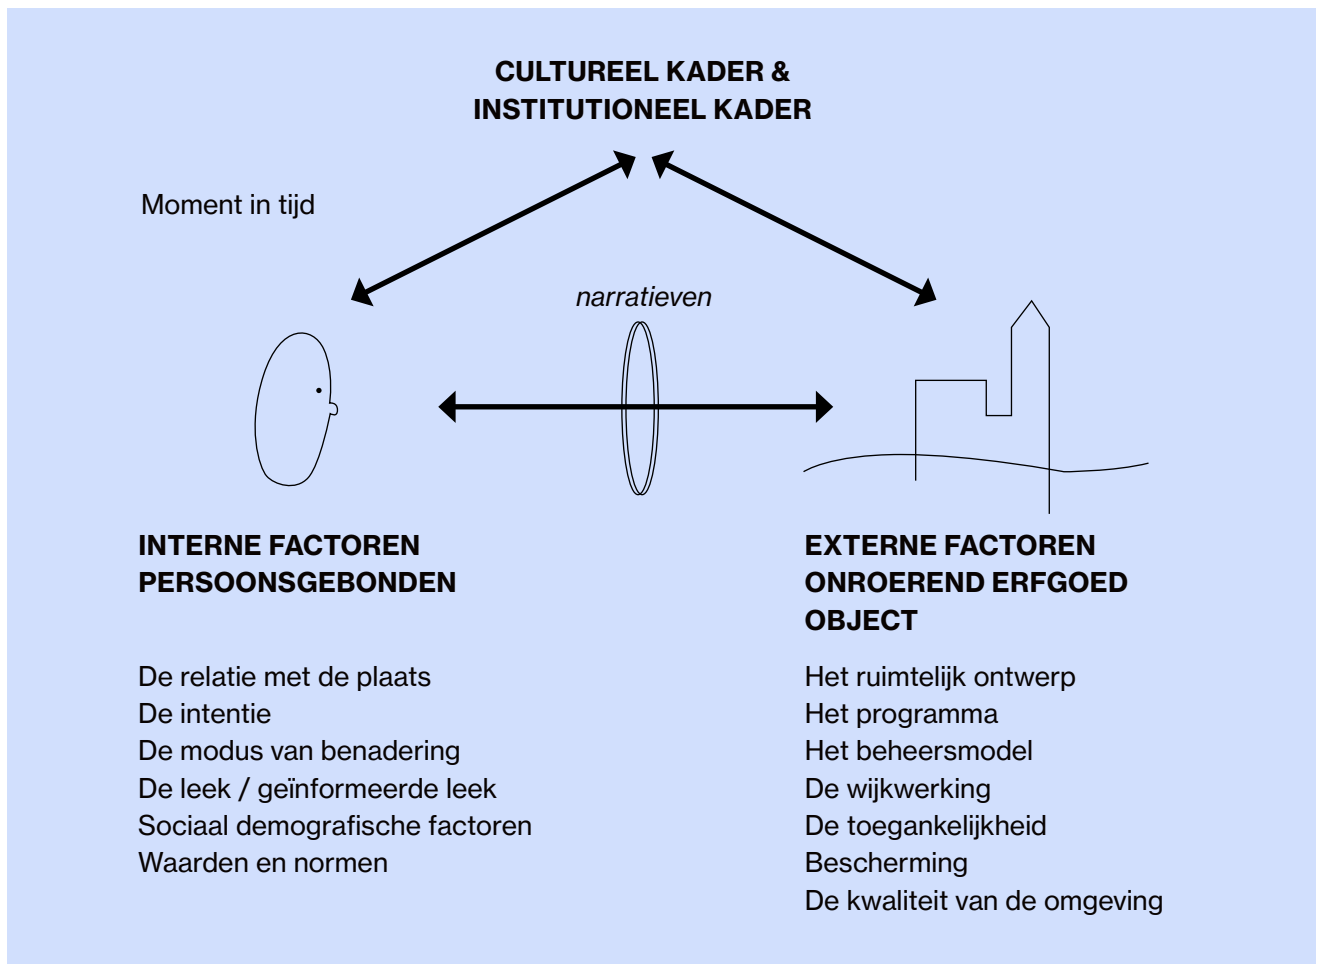 CULTUREEL KADER &
INSTITUTIONEEL KADER
Moment in tijd
narratieven
INTERNE FACTOREN
PERSOONSGEBONDEN
De relatie met de plaats
De intentie
De modus van benadering
De leek / geïnformeerde leek
Sociaal demografische factoren
Waarden en normen
EXTERNE FACTOREN
ONROEREND ERFGOED
OBJECT
Het ruimtelijk ontwerp
Het programma
Het beheersmodel
De wijkwerking
De toegankelijkheid
Bescherming
De kwaliteit van de omgeving